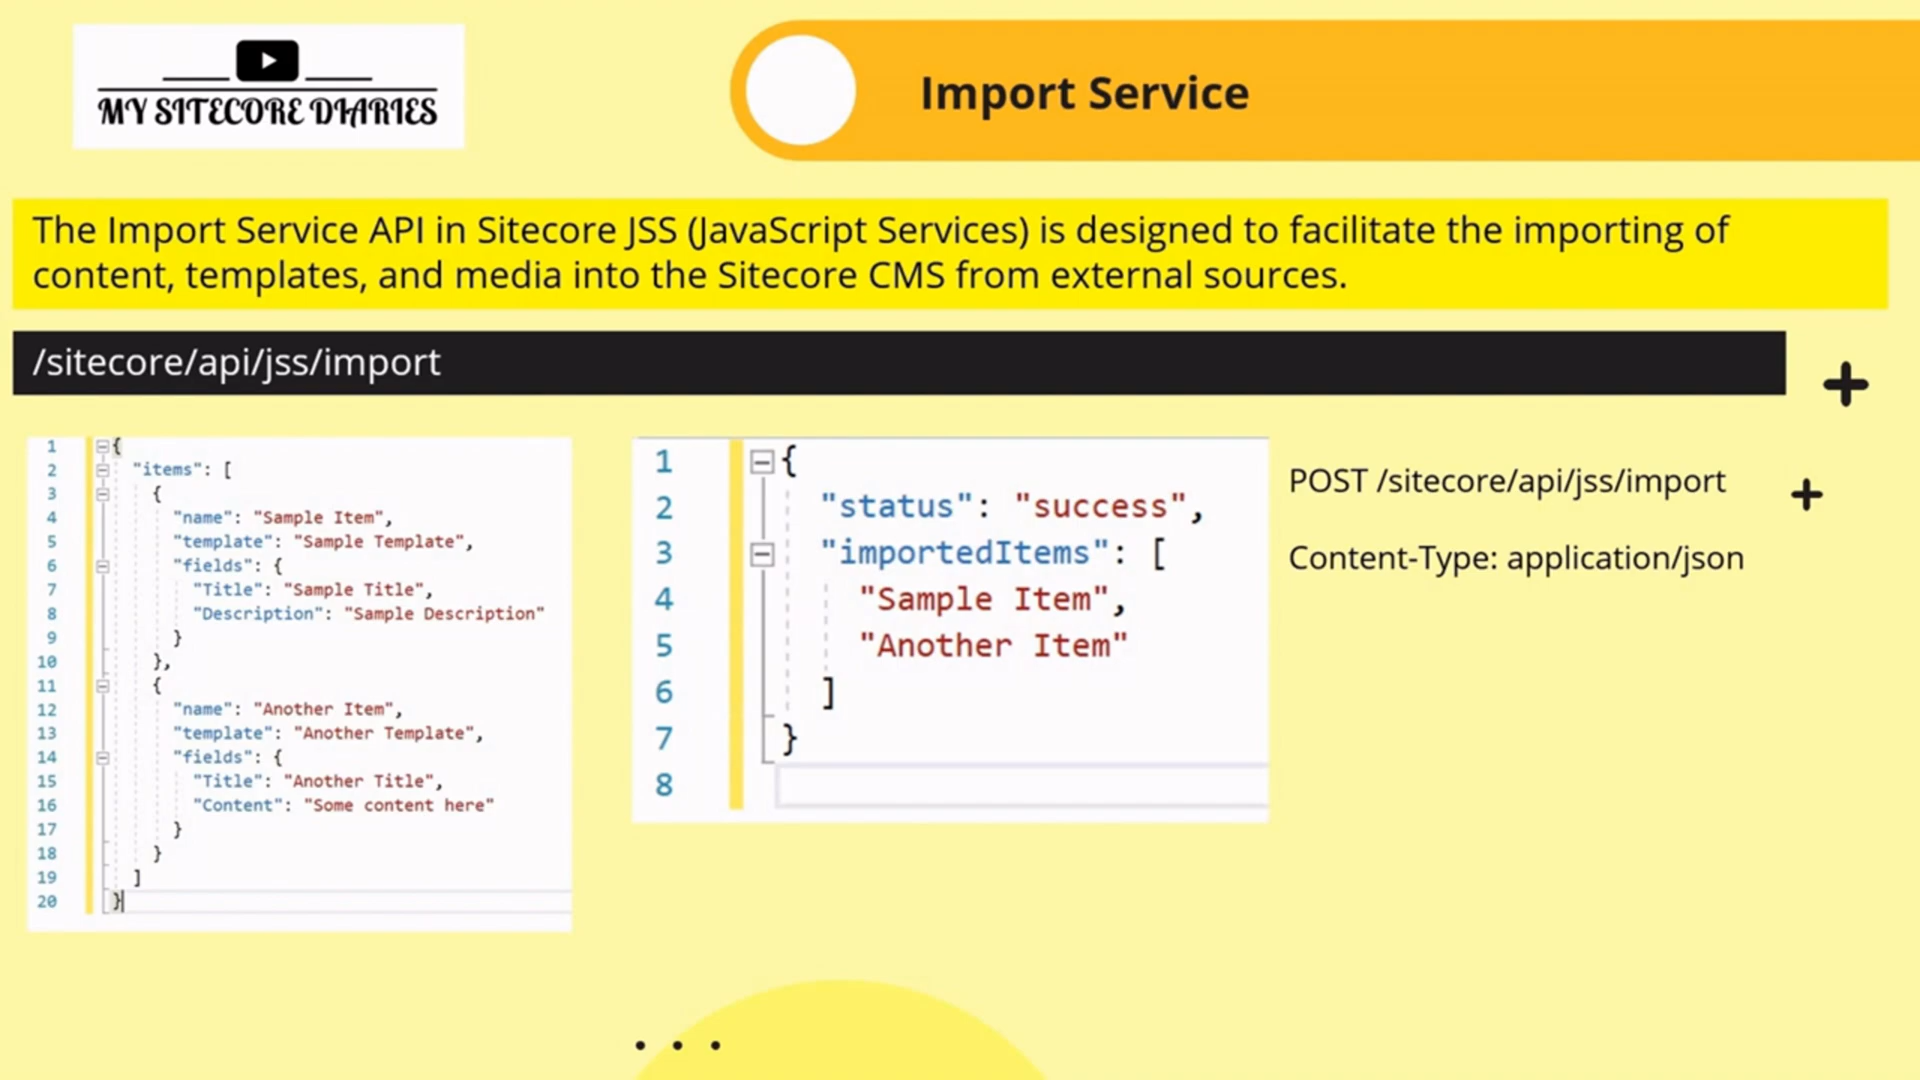 MY SITECORE DIARIES
Import Service
The Import Service API in Sitecore JSS (JavaScript Services) is designed to facilitate the importing of
content, templates, and media into the Sitecore CMS from external sources.
/sitecore/api/jss/import
1 {
2 "items": [
3 {
4 "name": "Sample Item",
5 "template": "Sample Template",
6 "fields": {
7 "Title": "Sample Title",
8 "Description": "Sample Description"
9 }
10 },
11 {
12 "name": "Another Item",
13 "template": "Another Template",
14 "fields": {
15 "Title": "Another Title",
16 "Content": "Some content here"
17 }
18 }
19 ]
20 }
1 {
2 "status": "success",
3 "importedItems": [
4 "Sample Item",
5 "Another Item"
6 ]
7 }
8
POST /sitecore/api/jss/import
Content-Type: application/json